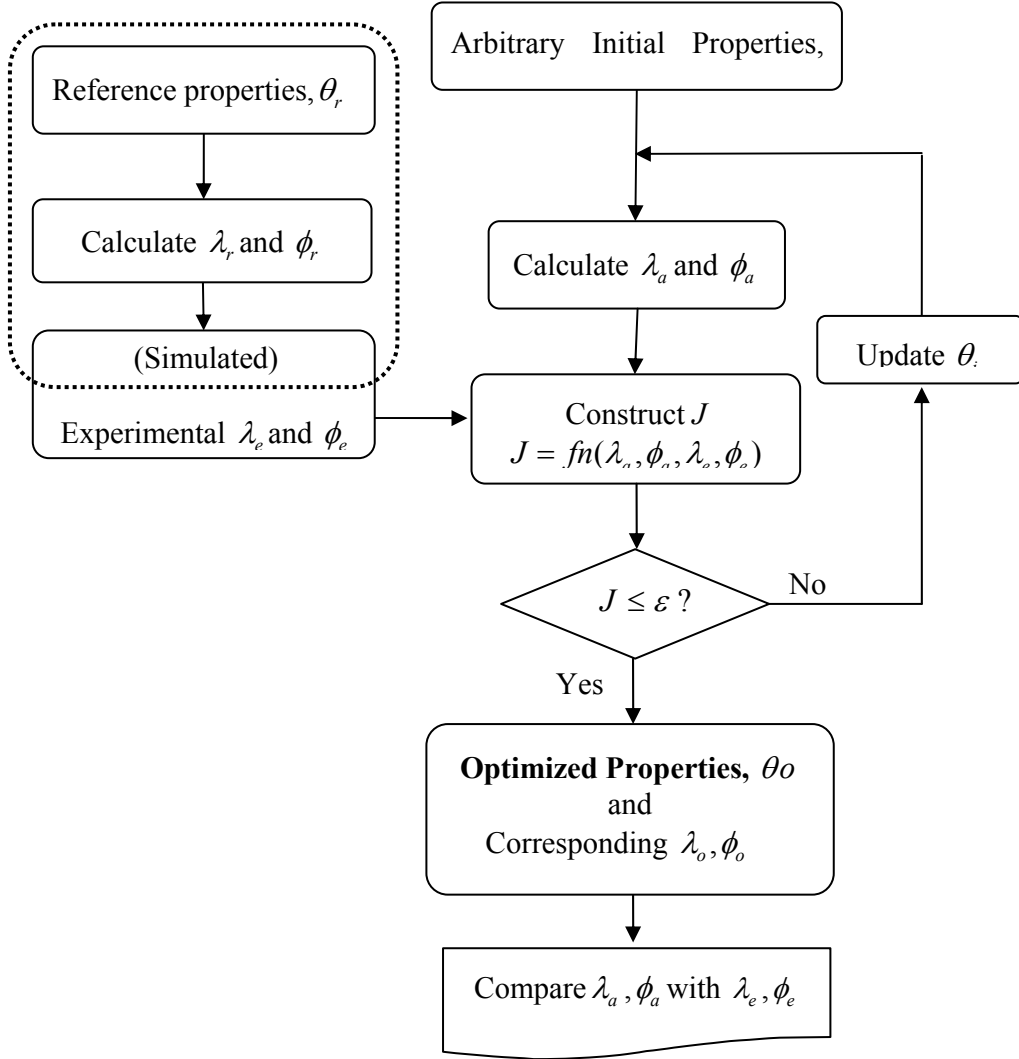 Reference properties, θr
Calculate λr and ϕr
(Simulated)
Experimental λe and ϕe
Arbitrary Initial Properties,
Calculate λa and ϕa
Construct J
J = fn(λa, ϕa, λe, ϕe)
Update θi
J ≤ ε ?
No
Yes
Optimized Properties, θo
and
Corresponding λo, ϕo
Compare λa, ϕa with λe, ϕe